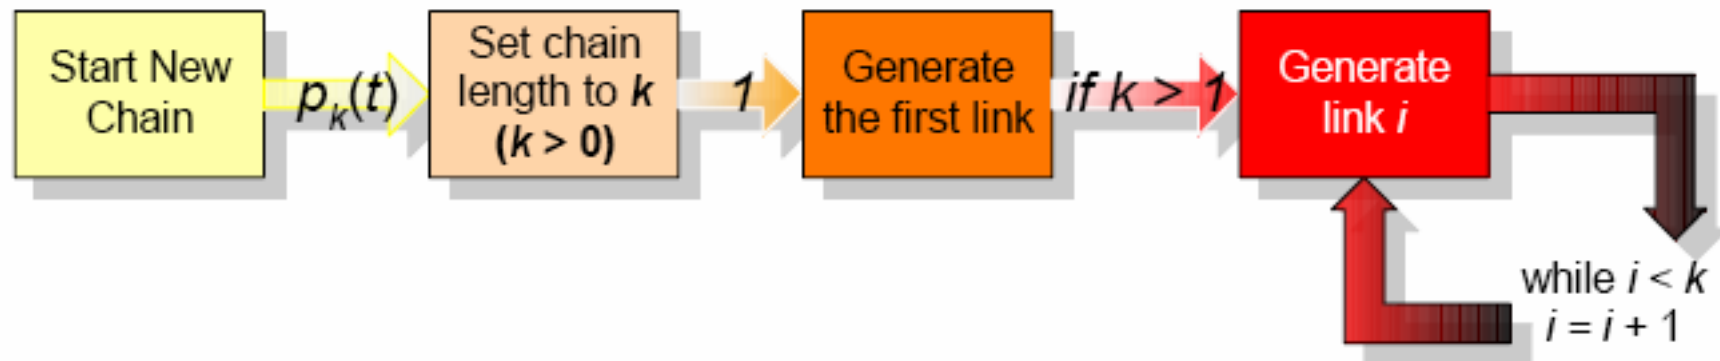 Start New
Chain
pₖ(t)
Set chain
length to k
(k > 0)
1
Generate
the first link
if k > 1
Generate
link i
while i < k
i = i + 1